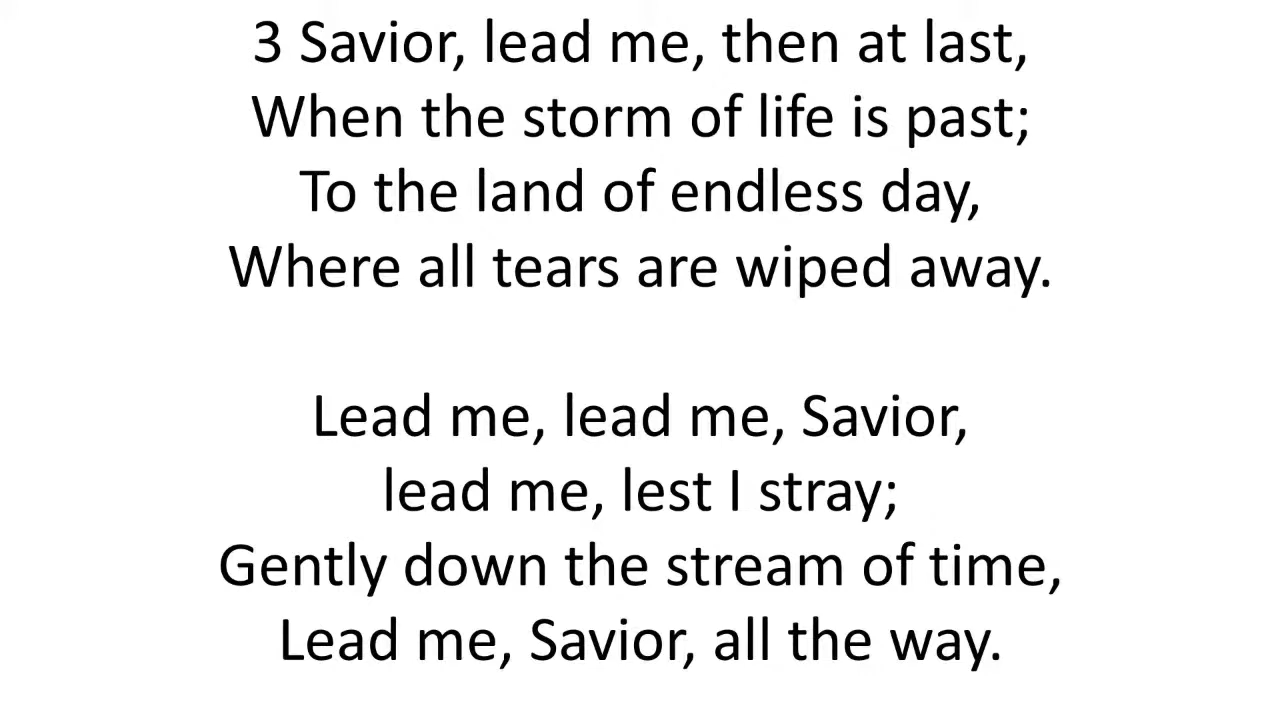 3 Savior, lead me, then at last,
When the storm of life is past;
To the land of endless day,
Where all tears are wiped away.
Lead me, lead me, Savior,
lead me, lest I stray;
Gently down the stream of time,
Lead me, Savior, all the way.